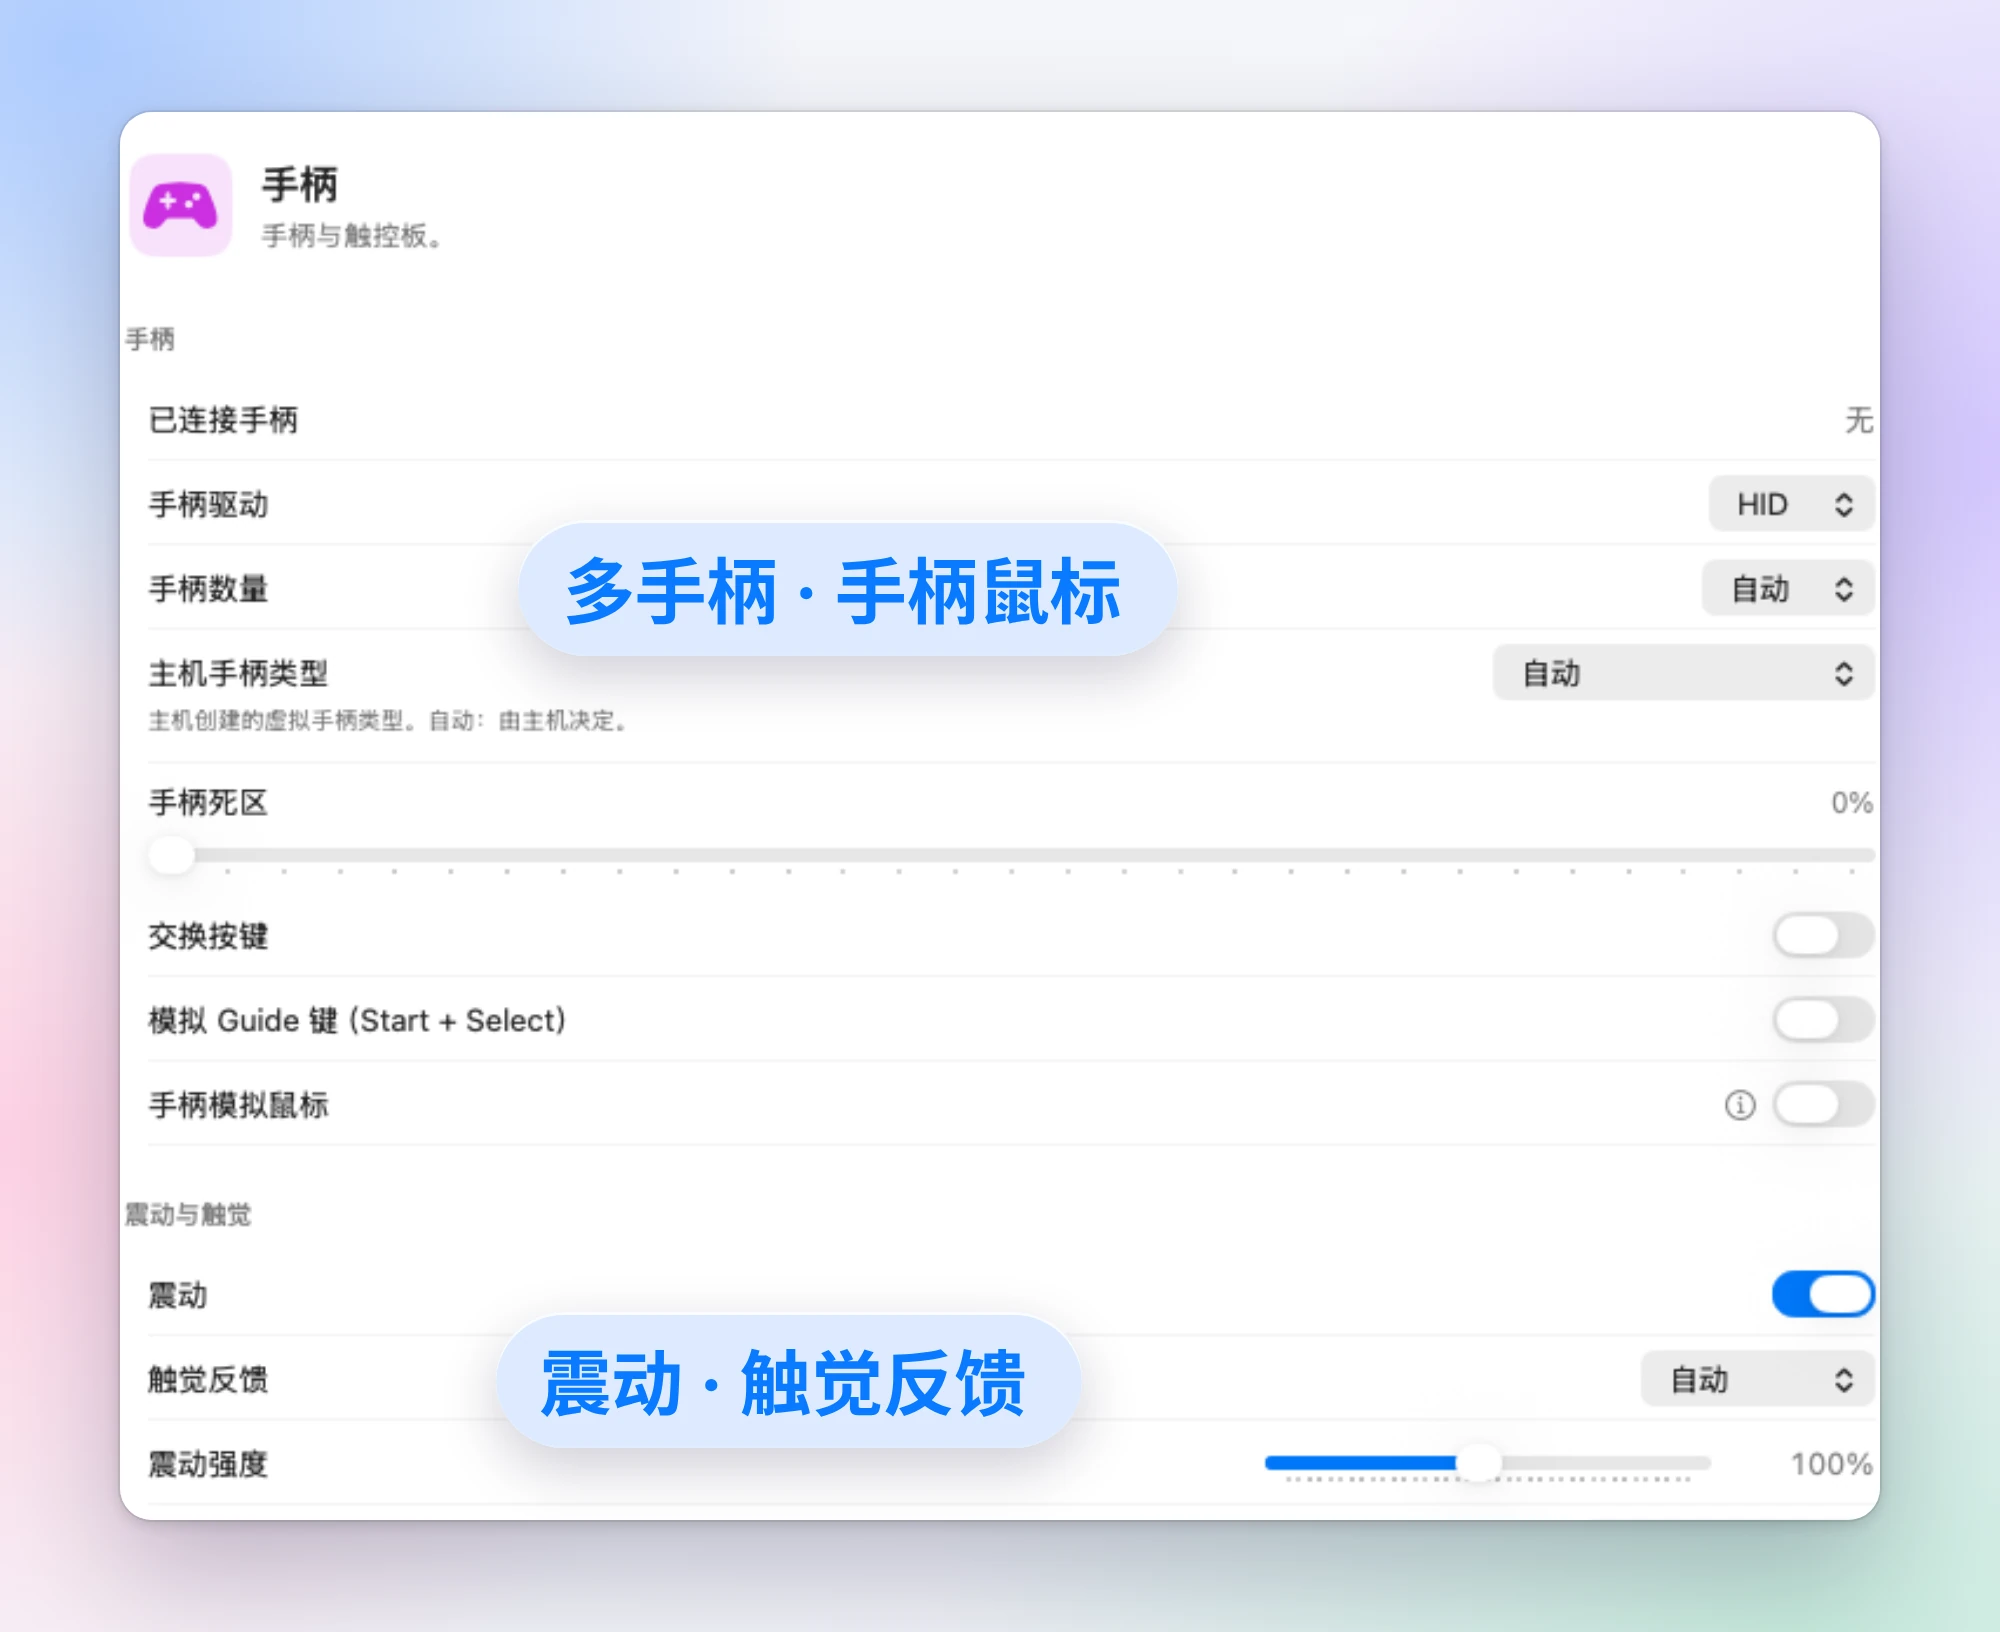 手柄
手柄与触控板。
手柄
已连接手柄
无
手柄驱动
HID
手柄数量
自动
多手柄 · 手柄鼠标
主机手柄类型
自动
主机创建的虚拟手柄类型。自动：由主机决定。
手柄死区
0%
交换按键
模拟 Guide 键 (Start + Select)
手柄模拟鼠标
震动与触觉
震动
触觉反馈
自动
震动 · 触觉反馈
震动强度
100%